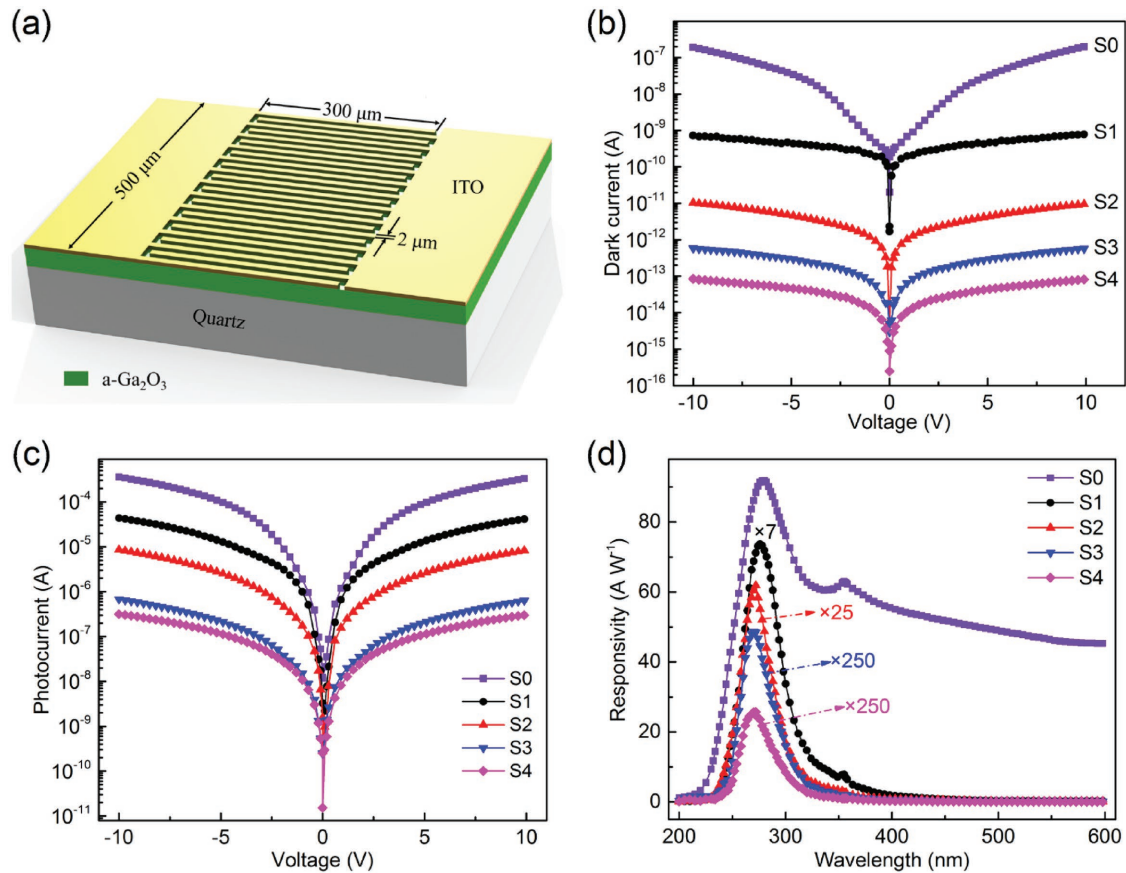 (a)
300 μm
500 μm
ITO
2 μm
Quartz
a-Ga₂O₃
(b)
Dark current (A)
10⁻⁷
10⁻⁸
10⁻⁹
10⁻¹⁰
10⁻¹¹
10⁻¹²
10⁻¹³
10⁻¹⁴
10⁻¹⁵
10⁻¹⁶
S0
S1
S2
S3
S4
-10 -5 0 5 10
Voltage (V)
(c)
Photocurrent (A)
10⁻⁴
10⁻⁵
10⁻⁶
10⁻⁷
10⁻⁸
10⁻⁹
10⁻¹⁰
10⁻¹¹
S0
S1
S2
S3
S4
-10 -5 0 5 10
Voltage (V)
(d)
Responsivity (A W⁻¹)
80
60
40
20
0
×7
×25
×250
×250
S0
S1
S2
S3
S4
200 300 400 500 600
Wavelength (nm)